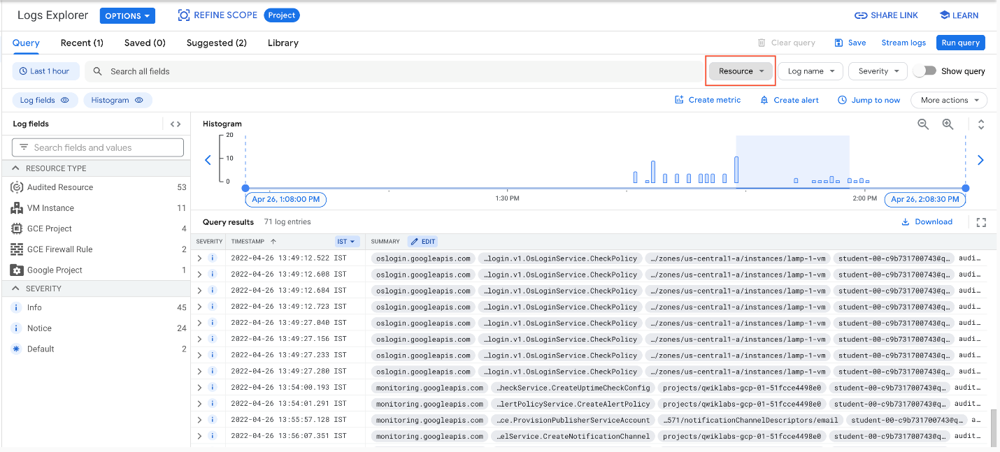 Logs Explorer OPTIONS REFINE SCOPE Project SHARE LINK LEARN
Query Recent (1) Saved (0) Suggested (2) Library Clear query Save Stream logs Run query
Last 1 hour Search all fields Resource Log name Severity Show query
Log fields Histogram Create metric Create alert Jump to now More actions
Log fields
Search fields and values
RESOURCE TYPE
Audited Resource 53
VM Instance 11
GCE Project 4
GCE Firewall Rule 2
Google Project 1
SEVERITY
Info 45
Notice 24
Default 2
Histogram
20
10
0
Apr 26, 1:08:00 PM 1:30 PM 2:00 PM Apr 26, 2:08:30 PM
Query results 71 log entries Download
SEVERITY TIMESTAMP IST SUMMARY EDIT
2022-04-26 13:49:12.522 IST oslogin.googleapis.com …login.v1.OsLoginService.CheckPolicy …/zones/us-central1-a/instances/lamp-1-vm student-00-c9b731700743@q… audi…
2022-04-26 13:49:12.608 IST oslogin.googleapis.com …login.v1.OsLoginService.CheckPolicy …/zones/us-central1-a/instances/lamp-1-vm student-00-c9b731700743@q… audi…
2022-04-26 13:49:12.684 IST oslogin.googleapis.com …login.v1.OsLoginService.CheckPolicy …/zones/us-central1-a/instances/lamp-1-vm student-00-c9b731700743@q… audi…
2022-04-26 13:49:12.723 IST oslogin.googleapis.com …login.v1.OsLoginService.CheckPolicy …/zones/us-central1-a/instances/lamp-1-vm student-00-c9b731700743@q… audi…
2022-04-26 13:49:27.040 IST oslogin.googleapis.com …login.v1.OsLoginService.CheckPolicy …/zones/us-central1-a/instances/lamp-1-vm student-00-c9b731700743@q… audi…
2022-04-26 13:49:27.156 IST oslogin.googleapis.com …login.v1.OsLoginService.CheckPolicy …/zones/us-central1-a/instances/lamp-1-vm student-00-c9b731700743@q… audi…
2022-04-26 13:49:27.233 IST oslogin.googleapis.com …login.v1.OsLoginService.CheckPolicy …/zones/us-central1-a/instances/lamp-1-vm student-00-c9b731700743@q… audi…
2022-04-26 13:49:27.280 IST oslogin.googleapis.com …login.v1.OsLoginService.CheckPolicy …/zones/us-central1-a/instances/lamp-1-vm student-00-c9b731700743@q… audi…
2022-04-26 13:54:00.193 IST monitoring.googleapis.com …heckService.CreateUptimeCheckConfig projects/qwiklabs-gcp-01-51fcce4498e0 student-00-c9b731700743@q… audit…
2022-04-26 13:54:01.291 IST monitoring.googleapis.com …lertPolicyService.CreateAlertPolicy projects/qwiklabs-gcp-01-51fcce4498e0 student-00-c9b731700743@q… audit…
2022-04-26 13:55:57.128 IST monitoring.googleapis.com …ce.ProvisionPublisherServiceAccount …571/notificationChannelDescriptors/email student-00-c9b731700743@q… a…
2022-04-26 13:56:07.351 IST monitoring.googleapis.com …elService.CreateNotificationChannel projects/qwiklabs-gcp-01-51fcce4498e0 student-00-c9b731700743@q… audit…